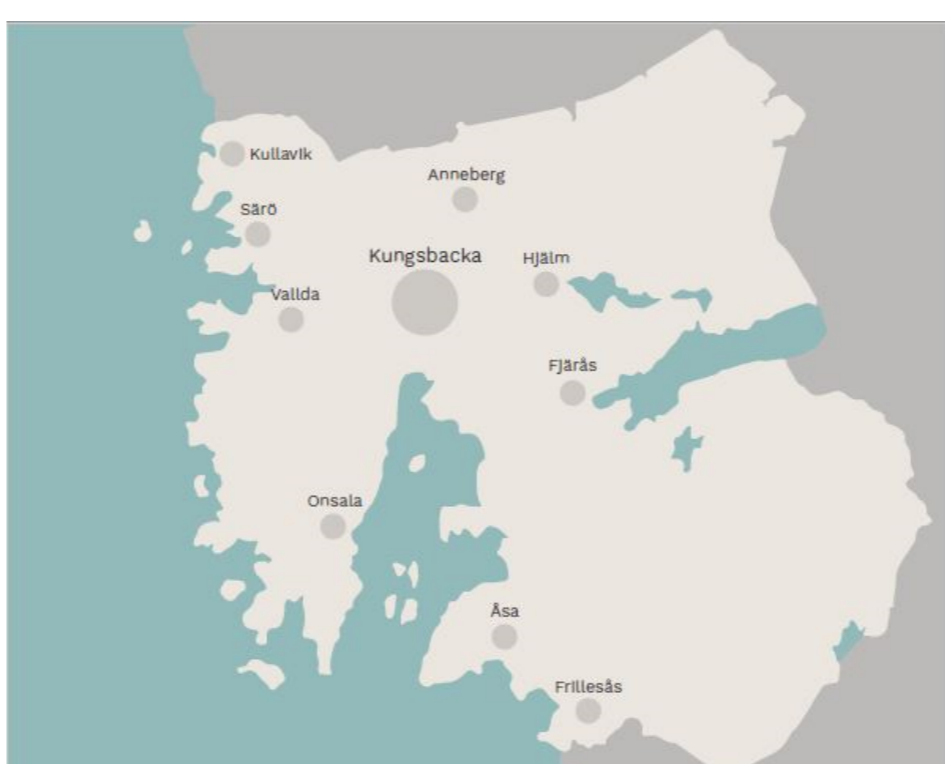 Kullavik
Anneberg
Särö
Kungsbacka
Hjälm
Vallda
Fjärås
Onsala
Åsa
Frillesås